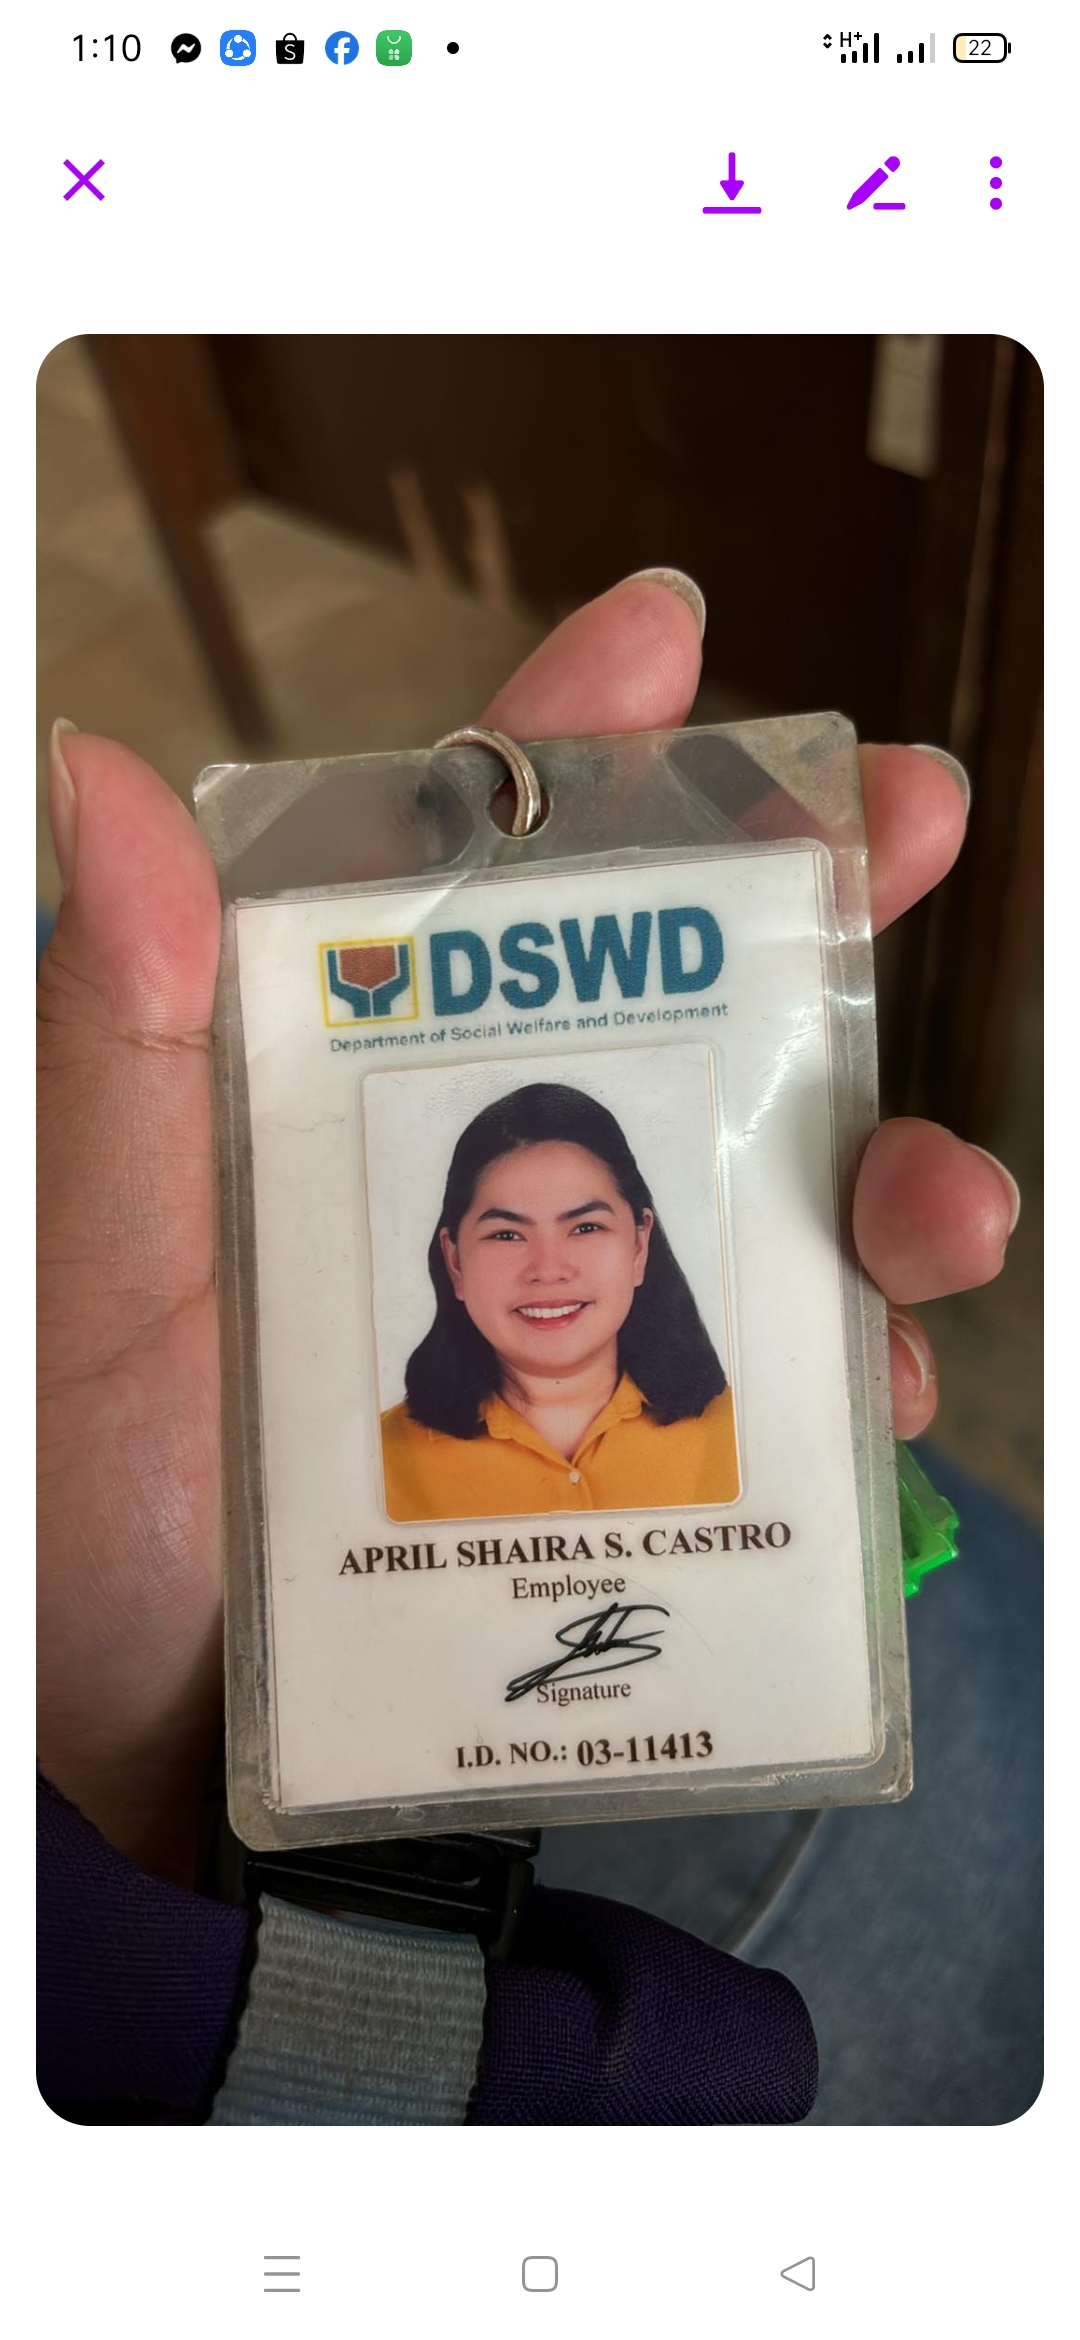 1:10
H+
22
DSWD
Department of Social Welfare and Development
APRIL SHAIRA S. CASTRO
Employee
Signature
I.D. NO.: 03-11413